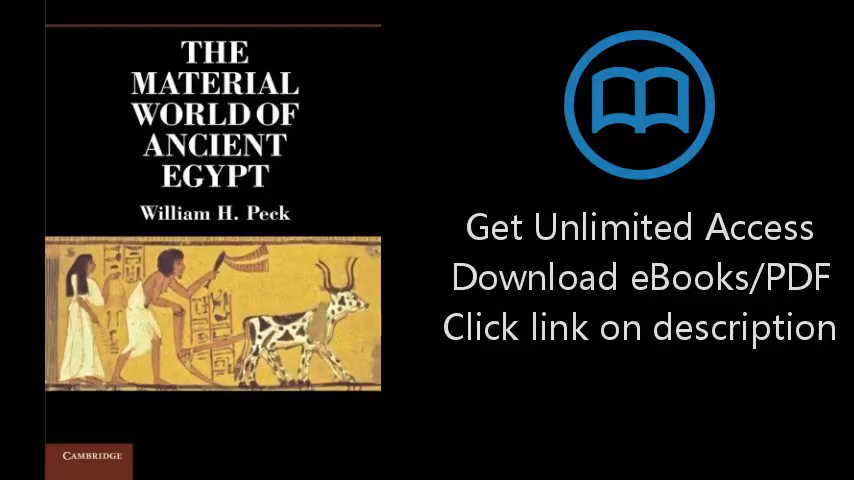 THE
MATERIAL
WORLD OF
ANCIENT
EGYPT
William H. Peck
CAMBRIDGE
Get Unlimited Access
Download eBooks/PDF
Click link on description